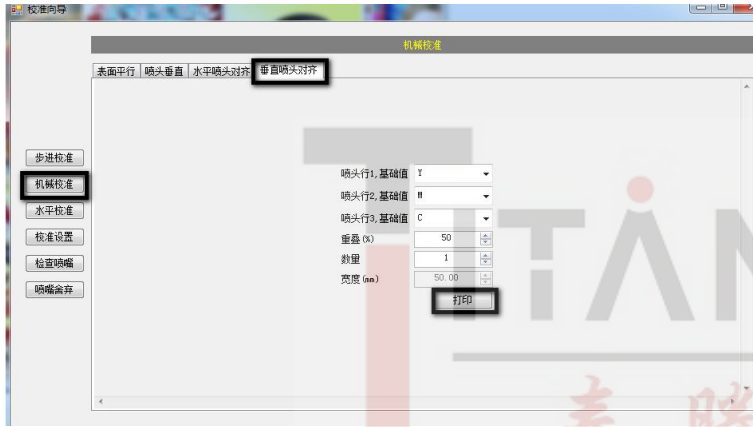 校准向导
机械校准
表面平行 喷头垂直 水平喷头对齐 垂直喷头对齐
步进校准
机械校准
水平校准
校准设置
检查喷嘴
喷嘴舍弃
喷头行1,基础值 Y
喷头行2,基础值 M
喷头行3,基础值 C
重叠(%) 50
数量 1
宽度(mm) 50.00
打印
TITAN
泰腾